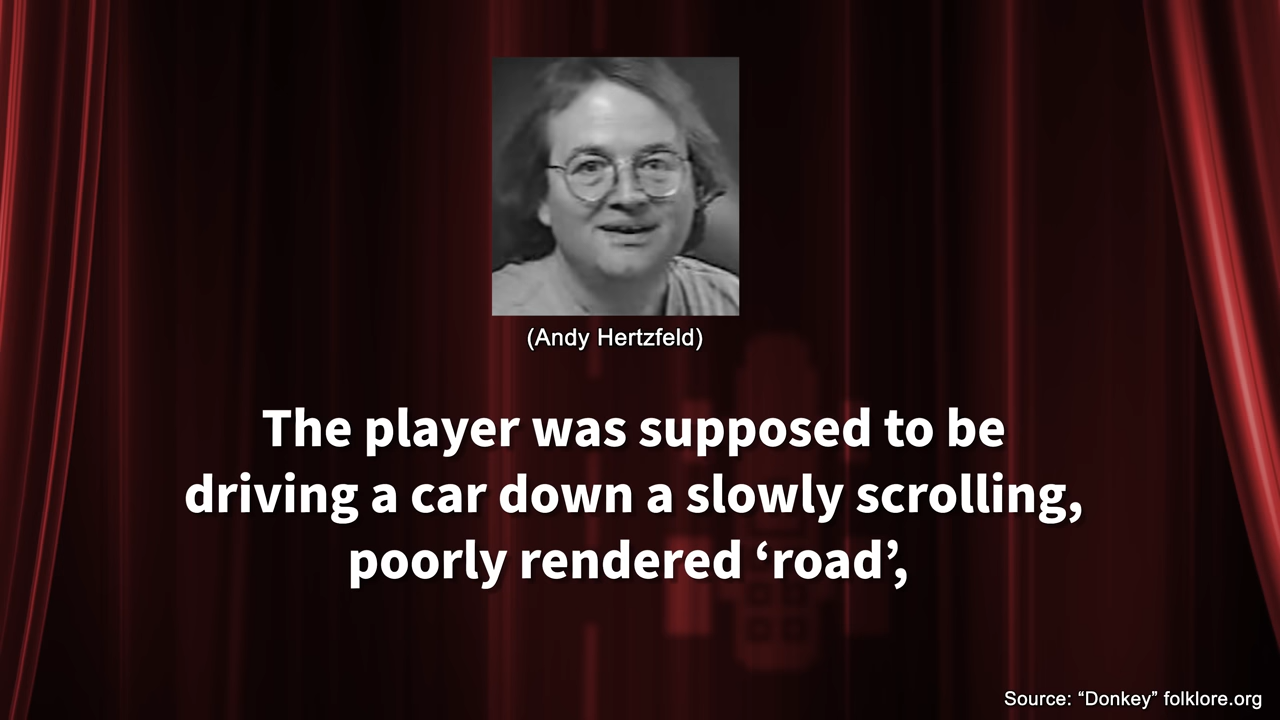 (Andy Hertzfeld)
The player was supposed to be
driving a car down a slowly scrolling,
poorly rendered ‘road’,
Source: “Donkey” folklore.org